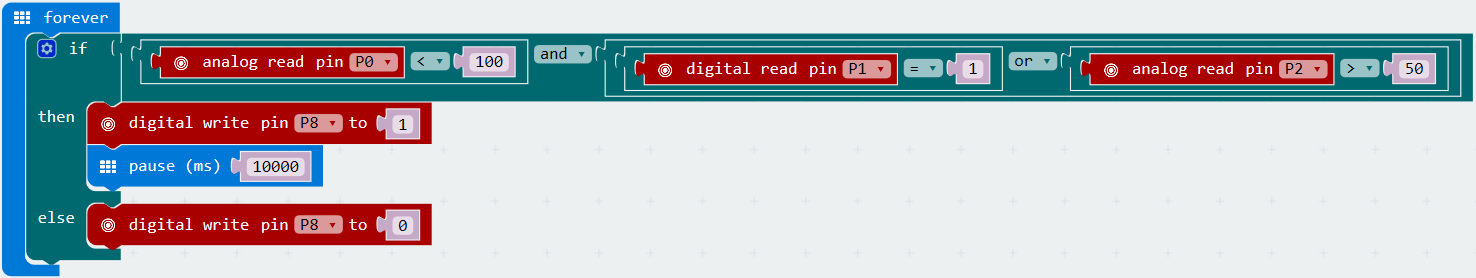 forever
if analog read pin P0 < 100 and digital read pin P1 = 1 or analog read pin P2 > 50
then digital write pin P8 to 1
pause (ms) 10000
else digital write pin P8 to 0